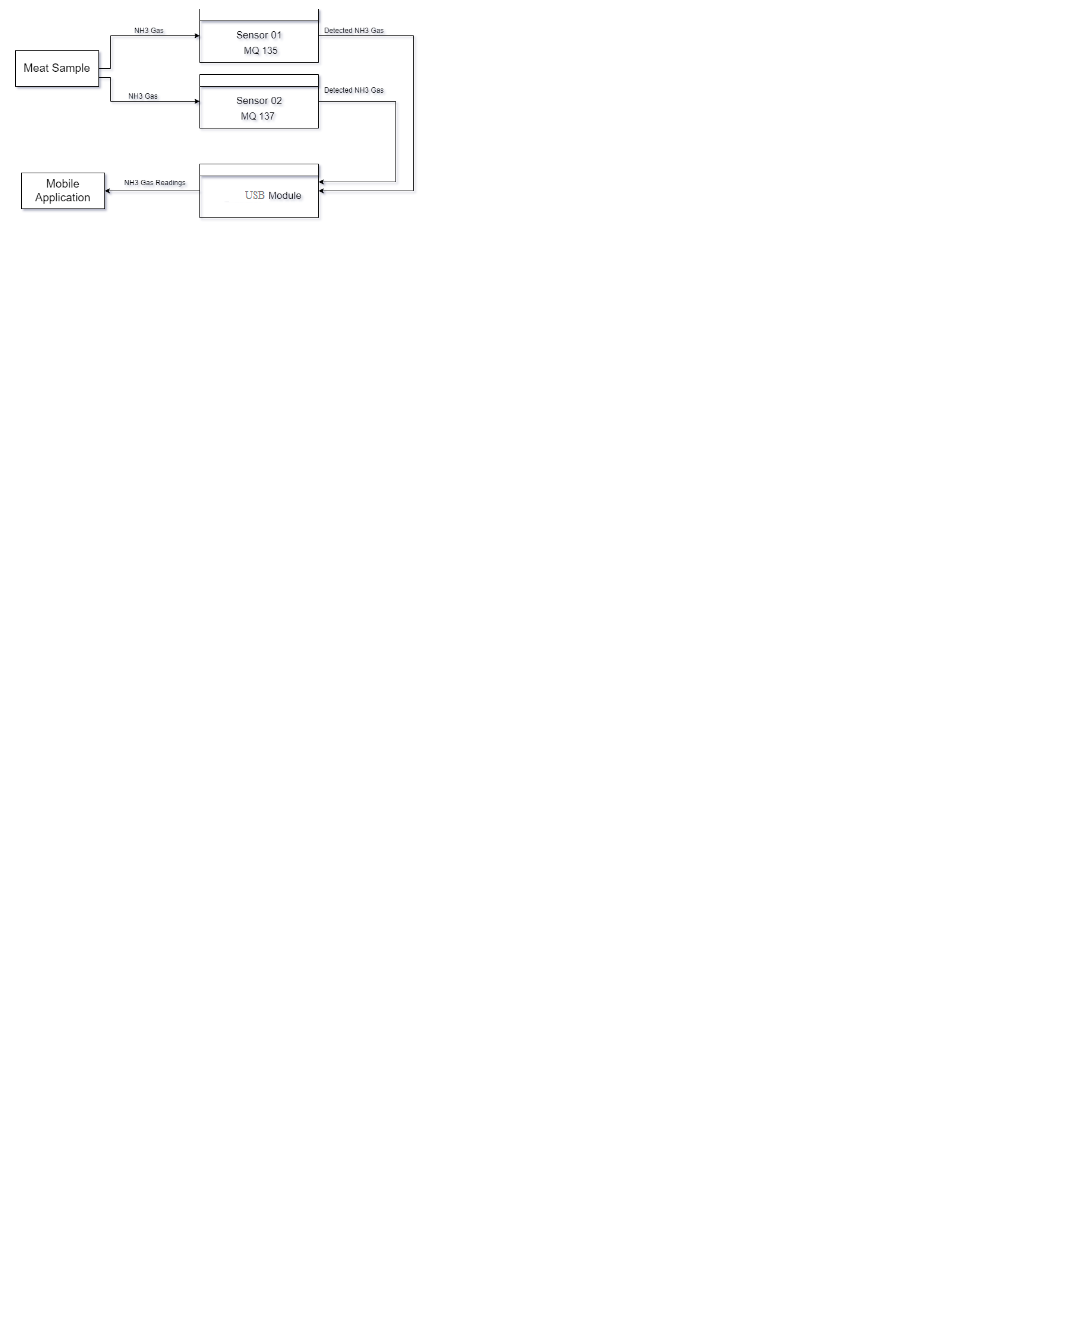 NH3 Gas
Detected NH3 Gas
Sensor 01
MQ 135
Meat Sample
NH3 Gas
Detected NH3 Gas
Sensor 02
MQ 137
Mobile
Application
NH3 Gas Readings
USB Module